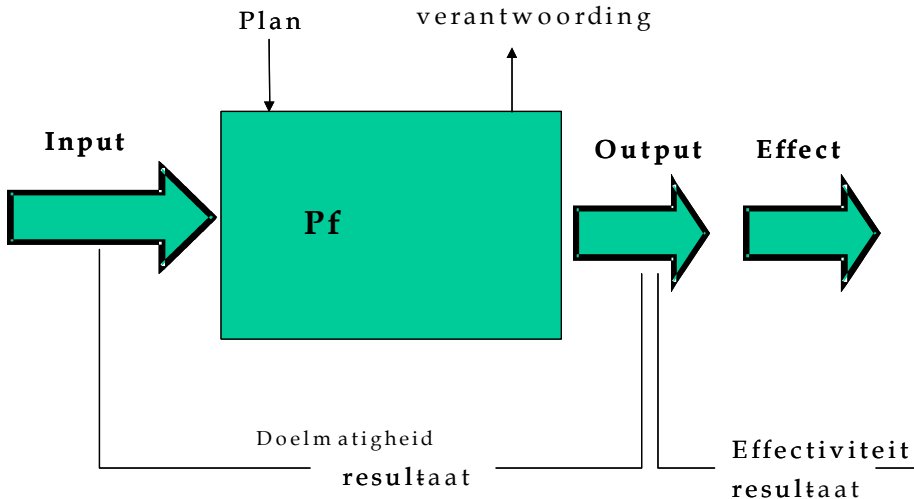 Plan
verantwoording
Input
Output
Effect
Pf
Doelmatigheid
resultaat
Effectiviteit
resultaat